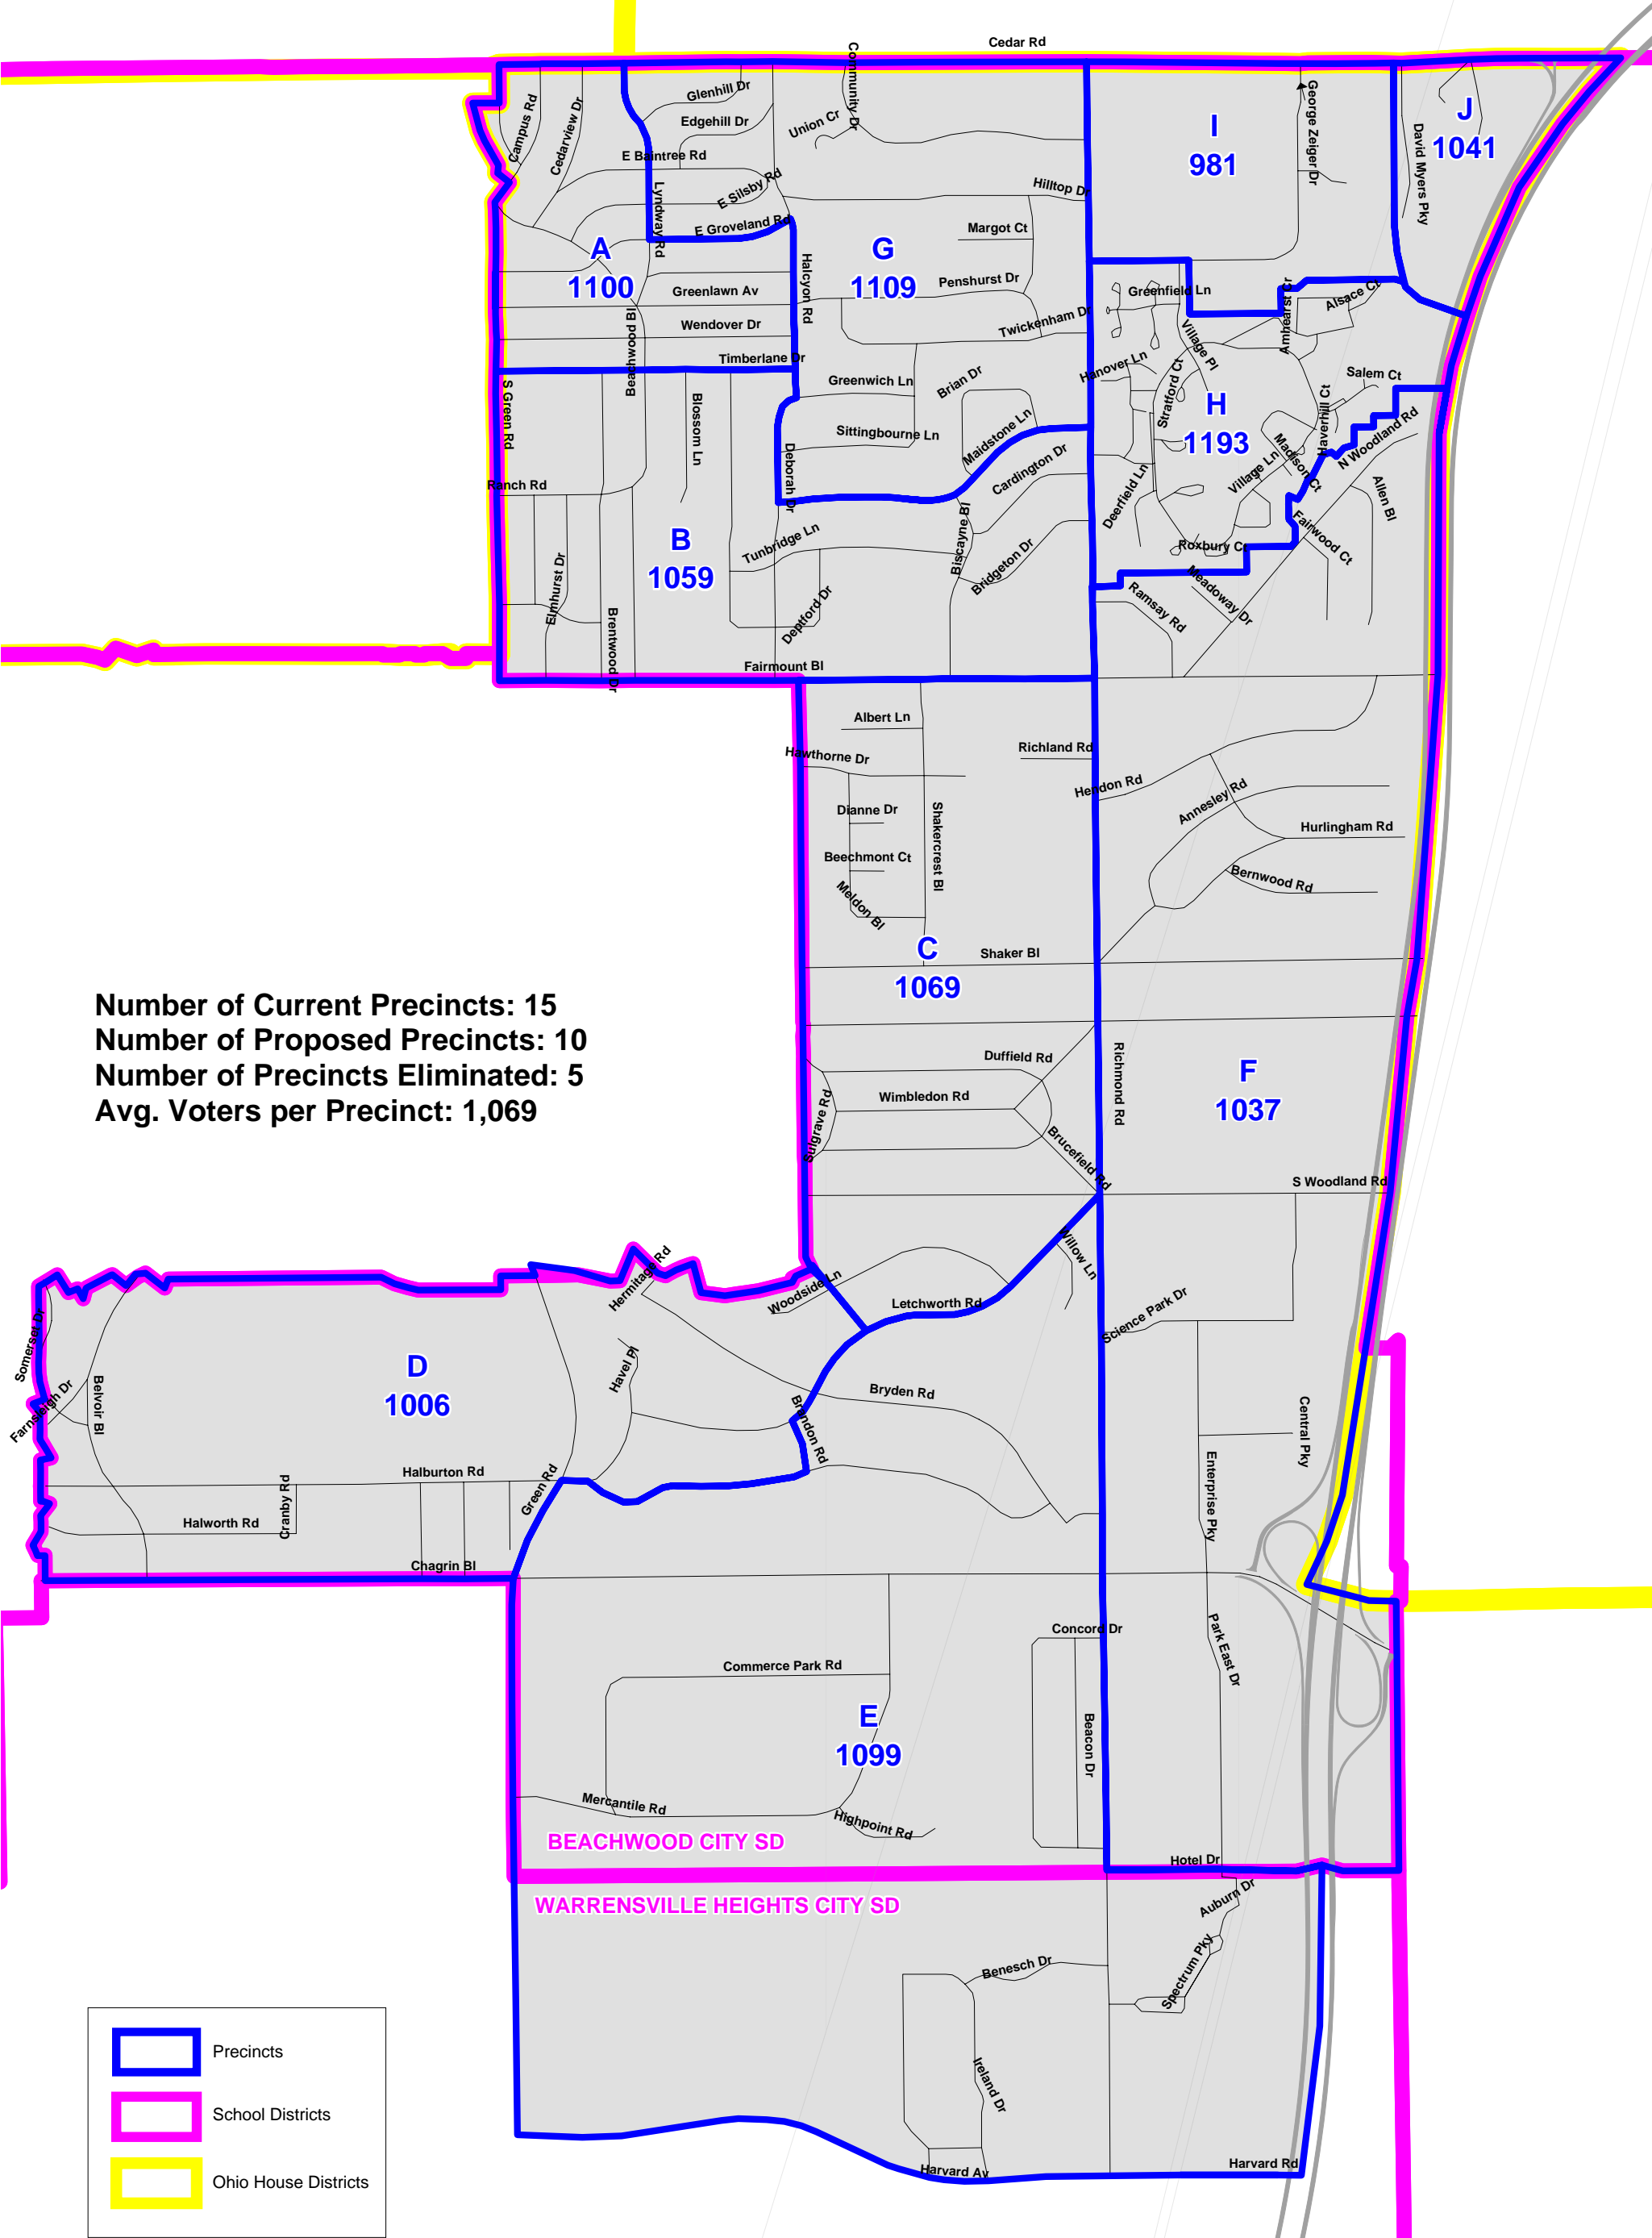 Cedar Rd
Campus Rd
Cedarview Dr
Glenhill Dr
Edgehill Dr
Community Dr
Union Cr
E Baintree Rd
E Silsby Rd
Lyndway Rd
E Groveland Rd
Hilltop Dr
George Zeiger Dr
David Myers Pky
I
981
J
1041
A
1100
G
1109
Margot Ct
Halcyon Rd
Greenlawn Av
Penshurst Dr
Wendover Dr
Twickenham Dr
Timberlane Dr
Beachwood Bl
Greenfield Ln
Village Pl
Amhearst Cr
Alsace Ct
Hanover Ln
Stratford Ct
Salem Ct
H
1193
Haverhill Ct
N Woodland Rd
Madison Ct
Village Ln
Allen Bl
Deerfield Ln
Fairwood Ct
Roxbury Ct
Meadoway Dr
Ramsay Rd
S Green Rd
Blossom Ln
Greenwich Ln
Brian Dr
Sittingbourne Ln
Maidstone Ln
Cardington Dr
Deborah Dr
Ranch Rd
B
1059
Tunbridge Ln
Biscayne Bl
Bridgeton Dr
Elmhurst Dr
Brentwood Dr
Deptford Dr
Fairmount Bl
Albert Ln
Hawthorne Dr
Richland Rd
Hendon Rd
Annesley Rd
Dianne Dr
Shakercrest Bl
Hurlingham Rd
Beechmont Ct
Bernwood Rd
Meldon Bl
C
1069
Shaker Bl
Number of Current Precincts: 15
Number of Proposed Precincts: 10
Number of Precincts Eliminated: 5
Avg. Voters per Precinct: 1,069
Duffield Rd
Richmond Rd
F
1037
Wimbledon Rd
Sulgrave Rd
Brucefield Rd
S Woodland Rd
Hermitage Rd
Willow Ln
Woodside Ln
Letchworth Rd
Science Park Dr
Somerset Dr
D
1006
Havel Pl
Farnsleigh Dr
Belvoir Bl
Bryden Rd
Brandon Rd
Central Pky
Halburton Rd
Green Rd
Cranby Rd
Enterprise Pky
Halworth Rd
Chagrin Bl
Concord Dr
Park East Dr
Commerce Park Rd
E
1099
Beacon Dr
Mercantile Rd
Highpoint Rd
BEACHWOOD CITY SD
Hotel Dr
WARRENSVILLE HEIGHTS CITY SD
Auburn Dr
Benesch Dr
Spectrum Pky
Ireland Dr
Harvard Av
Harvard Rd
Precincts
School Districts
Ohio House Districts